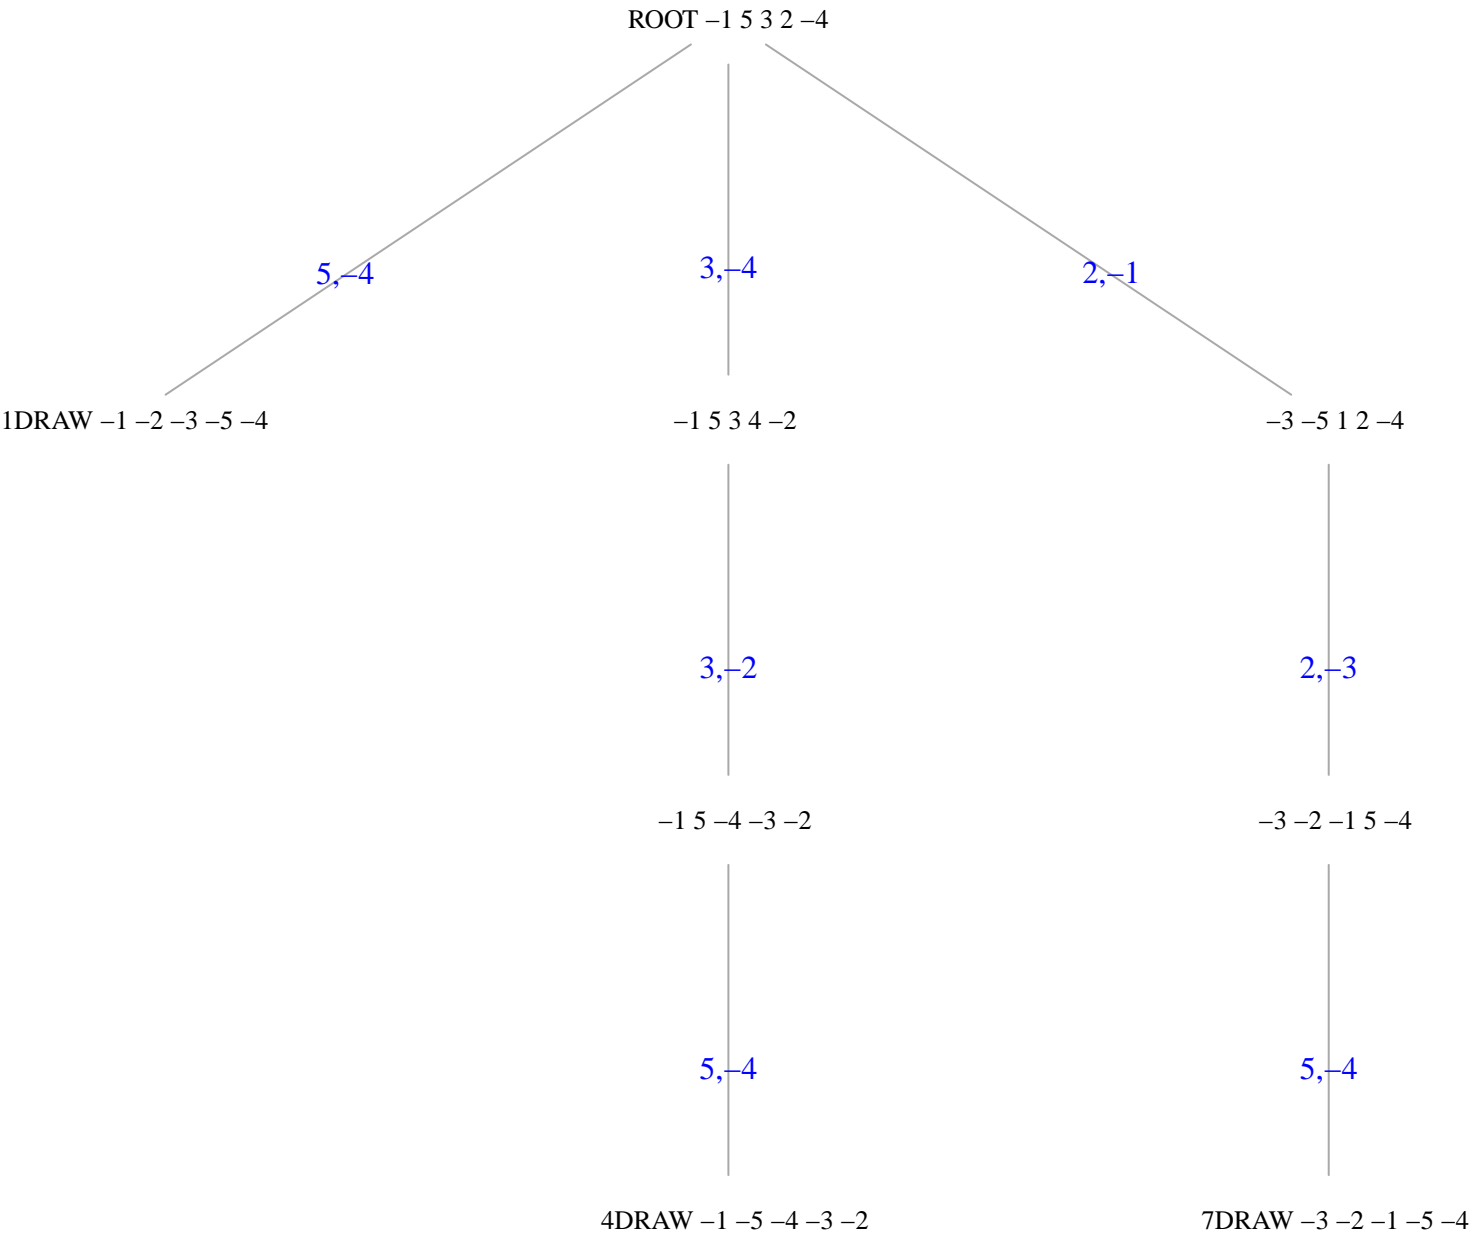 ROOT –1 5 3 2 –4
5,–4
3,–4
2,–1
1DRAW –1 –2 –3 –5 –4
–1 5 3 4 –2
–3 –5 1 2 –4
3,–2
2,–3
–1 5 –4 –3 –2
–3 –2 –1 5 –4
5,–4
5,–4
4DRAW –1 –5 –4 –3 –2
7DRAW –3 –2 –1 –5 –4